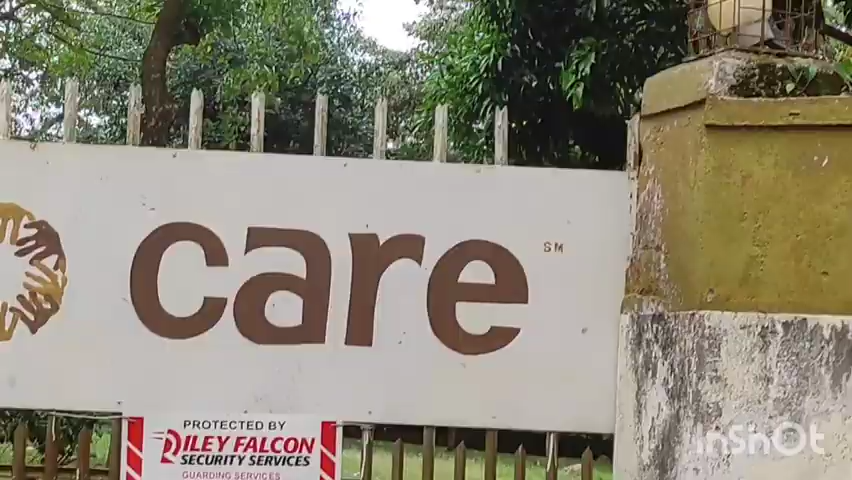 care SM
PROTECTED BY
RILEY FALCON
SECURITY SERVICES
GUARDING SERVICES
InShOt